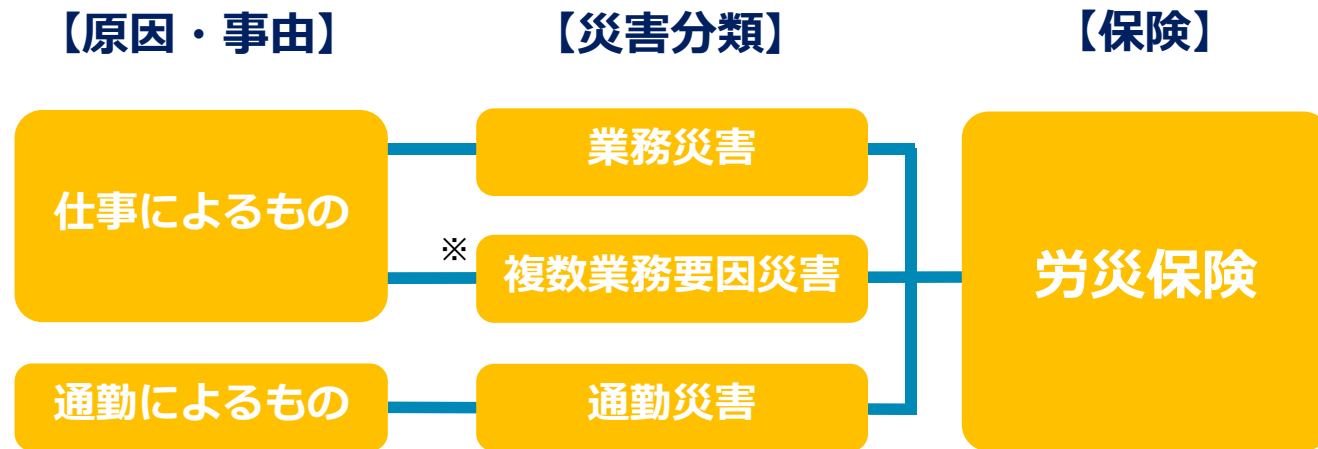 【原因・事由】
【災害分類】
【保険】
仕事によるもの
業務災害
※
複数業務要因災害
労災保険
通勤によるもの
通勤災害